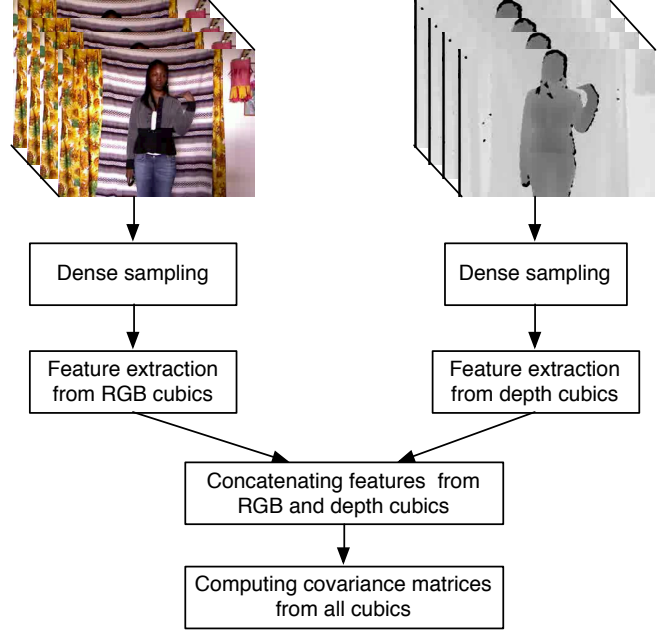 Dense sampling
Dense sampling
Feature extraction
from RGB cubics
Feature extraction
from depth cubics
Concatenating features from
RGB and depth cubics
Computing covariance matrices
from all cubics